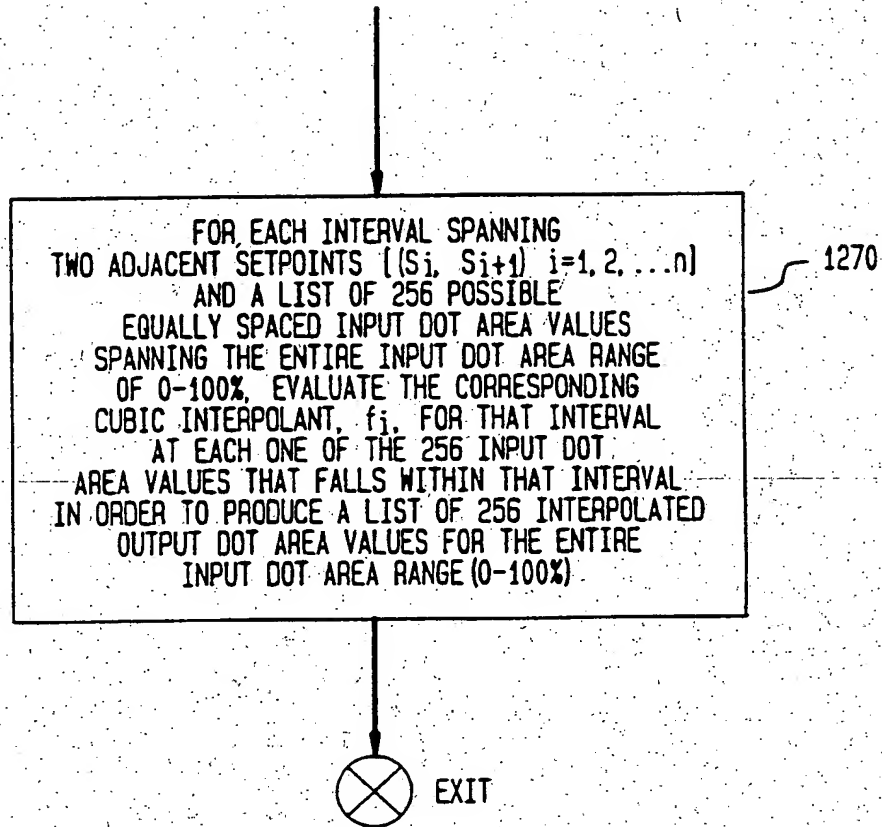 FOR EACH INTERVAL SPANNING
TWO ADJACENT SETPOINTS [(Si, Si+1) i=1,2,...n]
AND A LIST OF 256 POSSIBLE
EQUALLY SPACED INPUT DOT AREA VALUES
SPANNING THE ENTIRE INPUT DOT AREA RANGE
OF 0-100%, EVALUATE THE CORRESPONDING
CUBIC INTERPOLANT, fi, FOR THAT INTERVAL
AT EACH ONE OF THE 256 INPUT DOT
AREA VALUES THAT FALLS WITHIN THAT INTERVAL
IN ORDER TO PRODUCE A LIST OF 256 INTERPOLATED
OUTPUT DOT AREA VALUES FOR THE ENTIRE
INPUT DOT AREA RANGE(0-100%)
1270
EXIT